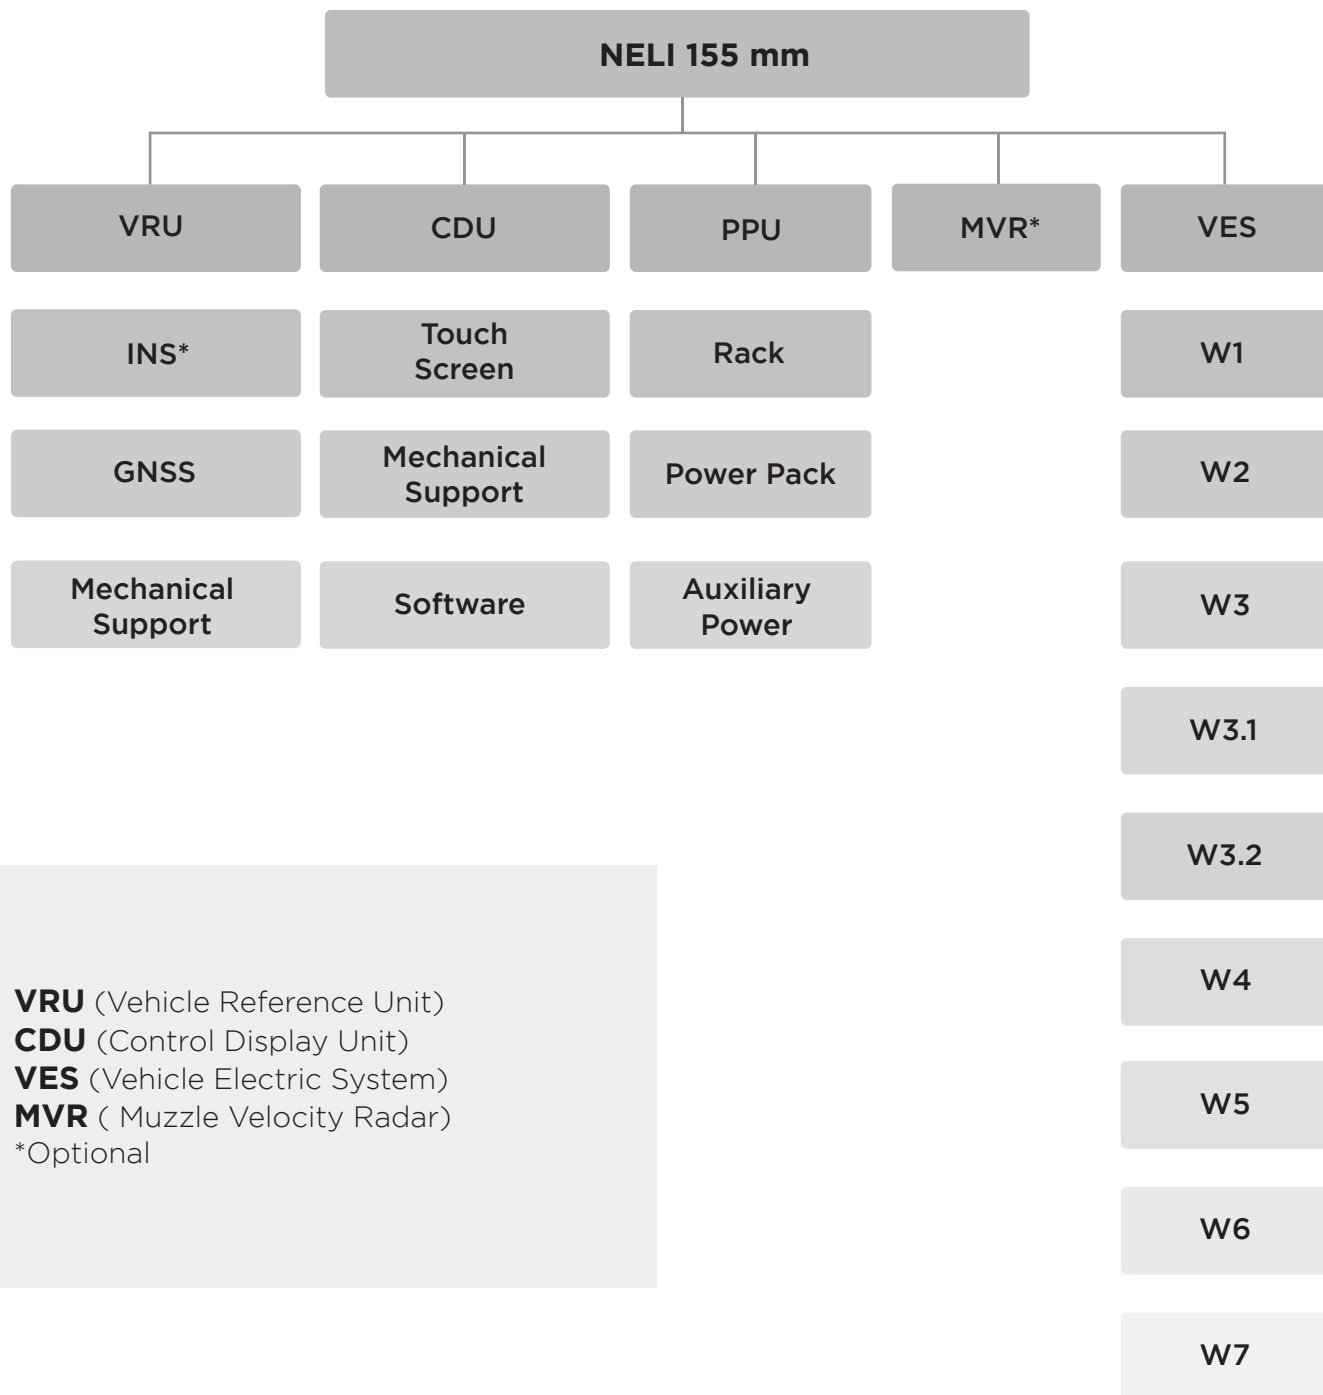 NELI 155 mm
VRU
CDU
PPU
MVR*
VES
INS*
Touch
Screen
Rack
W1
GNSS
Mechanical
Support
Power Pack
W2
Mechanical
Support
Software
Auxiliary
Power
W3
W3.1
W3.2
W4
W5
W6
W7
VRU (Vehicle Reference Unit)
CDU (Control Display Unit)
VES (Vehicle Electric System)
MVR ( Muzzle Velocity Radar)
*Optional